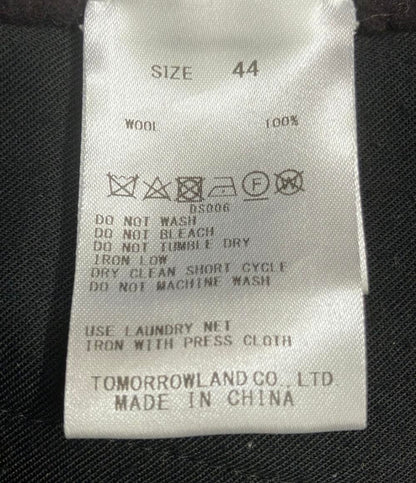 SIZE 44
WOOL 100%
F W
DS006
DO NOT WASH
DO NOT BLEACH
DO NOT TUMBLE DRY
IRON LOW
DRY CLEAN SHORT CYCLE
DO NOT MACHINE WASH
USE LAUNDRY NET
IRON WITH PRESS CLOTH
TOMORROWLAND CO., LTD.
MADE IN CHINA